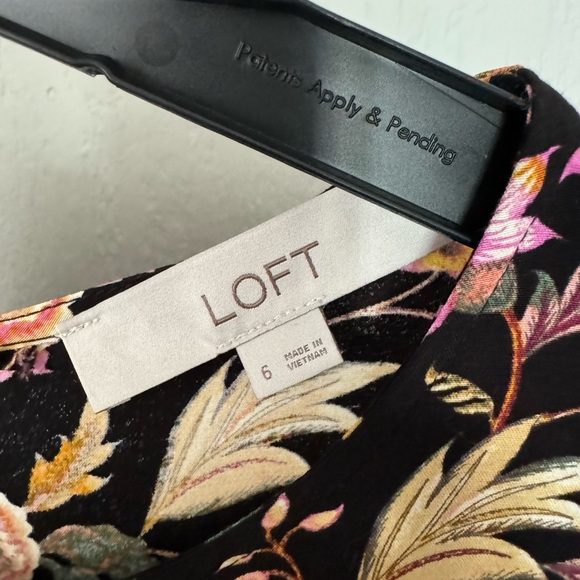 Patents Apply & Pending
LOFT
6
MADE IN
VIETNAM